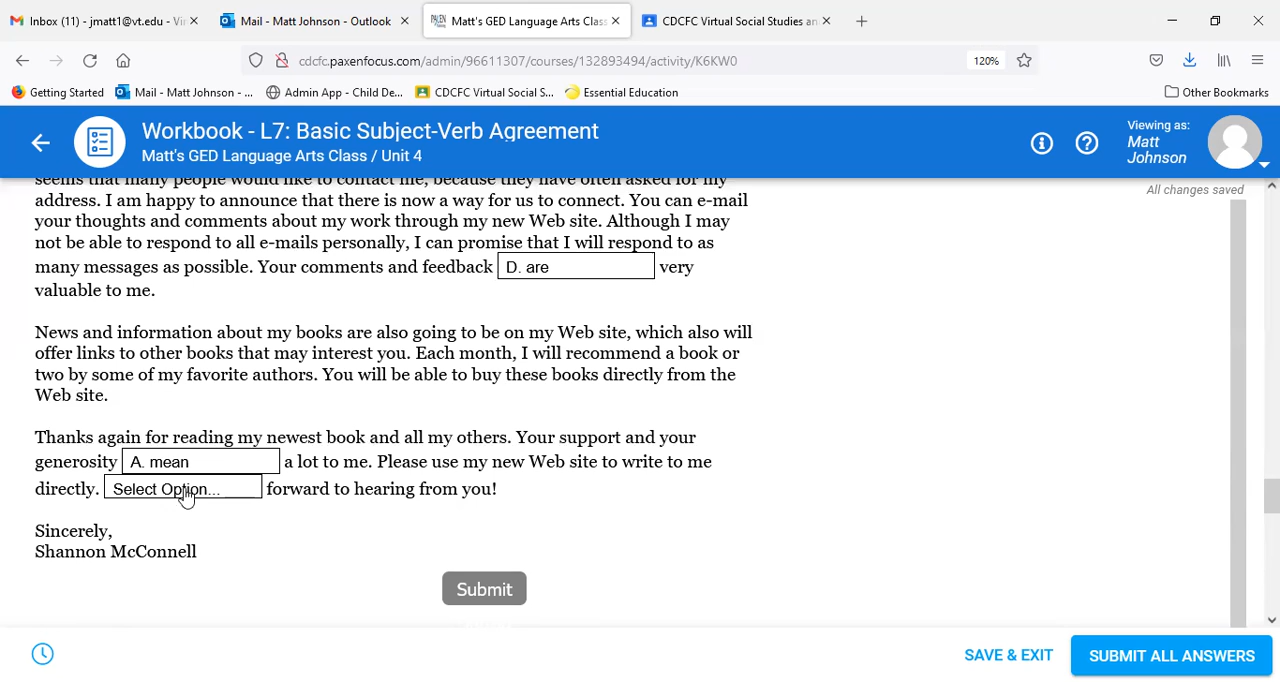 Inbox (11) - jmatt1@vt.edu - Vir
Mail - Matt Johnson - Outlook
PAXEN
Matt's GED Language Arts Clas
CDCFC Virtual Social Studies an
cdcfc.paxenfocus.com/admin/96611307/courses/132893494/activity/K6KW0
120%
Getting Started
Mail - Matt Johnson - ...
Admin App - Child De...
CDCFC Virtual Social S...
Essential Education
Other Bookmarks
Workbook - L7: Basic Subject-Verb Agreement
Matt's GED Language Arts Class / Unit 4
Viewing as:
Matt
Johnson
All changes saved
seems that many people would like to contact me, because they have often asked for my
address. I am happy to announce that there is now a way for us to connect. You can e-mail
your thoughts and comments about my work through my new Web site. Although I may
not be able to respond to all e-mails personally, I can promise that I will respond to as
many messages as possible. Your comments and feedback D. are very
valuable to me.
News and information about my books are also going to be on my Web site, which also will
offer links to other books that may interest you. Each month, I will recommend a book or
two by some of my favorite authors. You will be able to buy these books directly from the
Web site.
Thanks again for reading my newest book and all my others. Your support and your
generosity A. mean a lot to me. Please use my new Web site to write to me
directly. Select Option... forward to hearing from you!
Sincerely,
Shannon McConnell
Submit
SAVE & EXIT
SUBMIT ALL ANSWERS